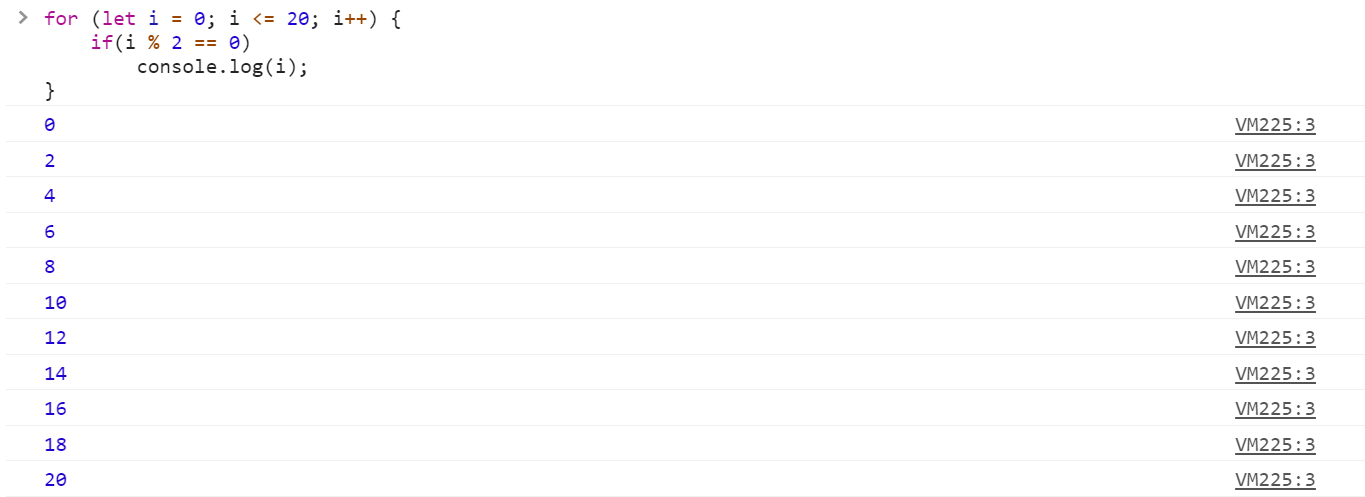 > for (let i = 0; i <= 20; i++) {
    if(i % 2 == 0)
        console.log(i);
}
0 VM225:3
2 VM225:3
4 VM225:3
6 VM225:3
8 VM225:3
10 VM225:3
12 VM225:3
14 VM225:3
16 VM225:3
18 VM225:3
20 VM225:3